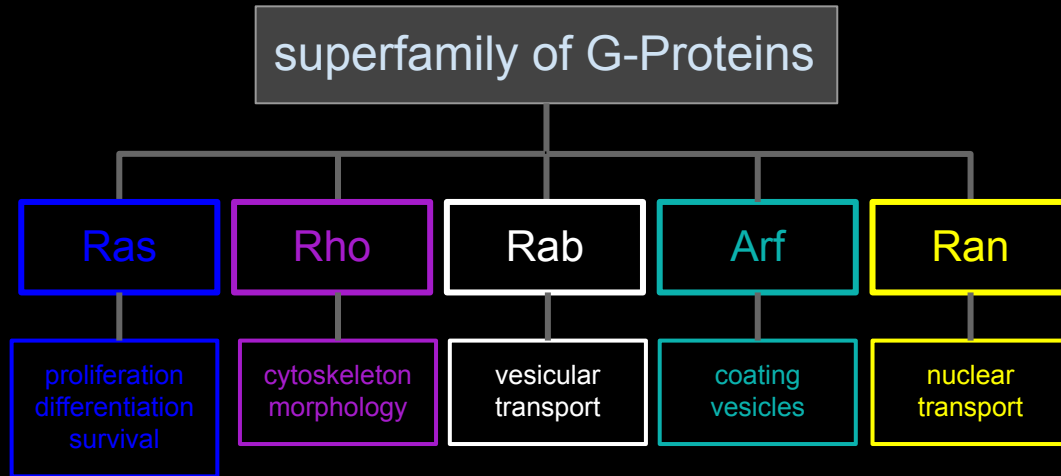 superfamily of G-Proteins
Ras
Rho
Rab
Arf
Ran
proliferation
differentiation
survival
cytoskeleton
morphology
vesicular
transport
coating
vesicles
nuclear
transport